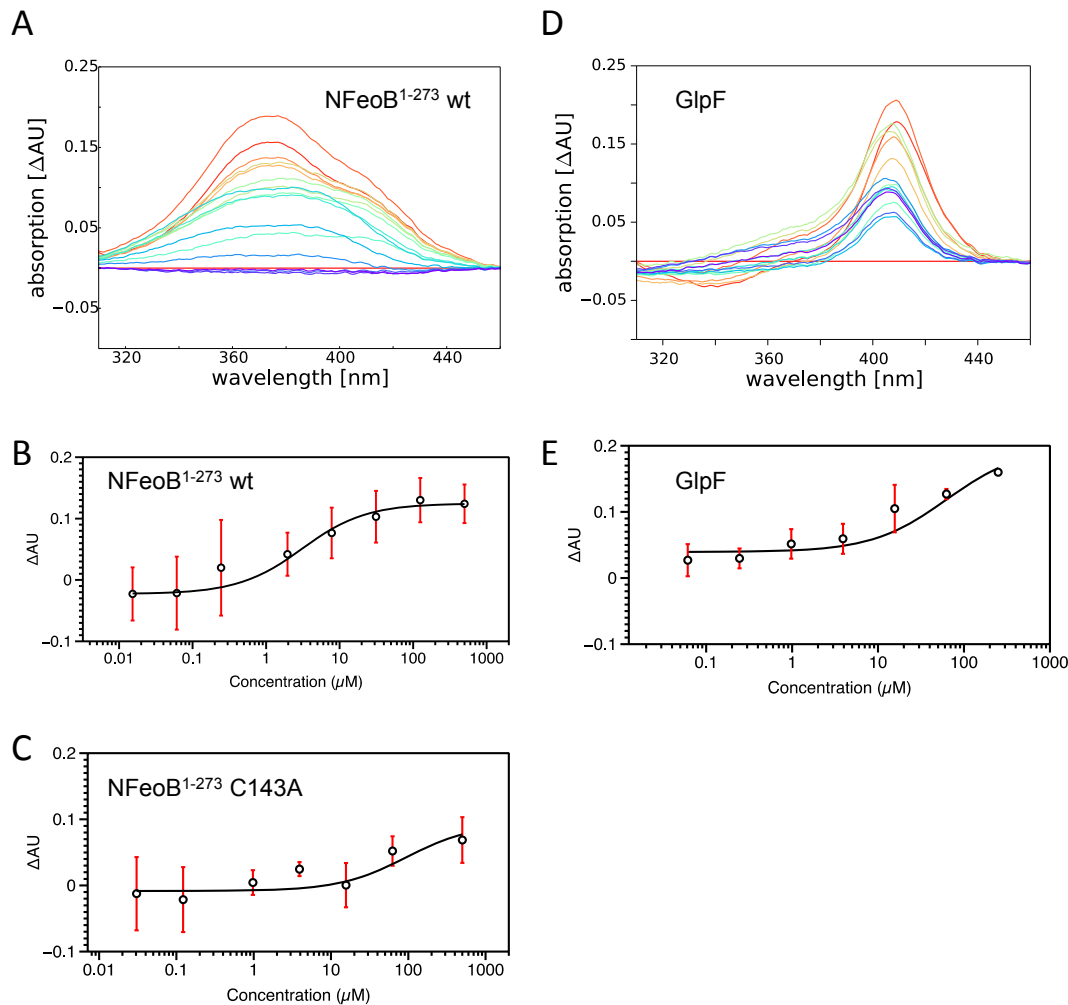 A
NFeoB¹⁻²⁷³ wt
absorption [ΔAU]
0.25
0.15
0.05
−0.05
320
360
400
440
wavelength [nm]
D
GlpF
absorption [ΔAU]
0.25
0.15
0.05
−0.05
320
360
400
440
wavelength [nm]
B
NFeoB¹⁻²⁷³ wt
ΔAU
0.2
0.1
0
−0.1
0.01
0.1
1
10
100
1000
Concentration (µM)
E
GlpF
ΔAU
0.2
0.1
0
−0.1
0.1
1
10
100
1000
Concentration (µM)
C
NFeoB¹⁻²⁷³ C143A
ΔAU
0.2
0.1
0
−0.1
0.01
0.1
1
10
100
1000
Concentration (µM)